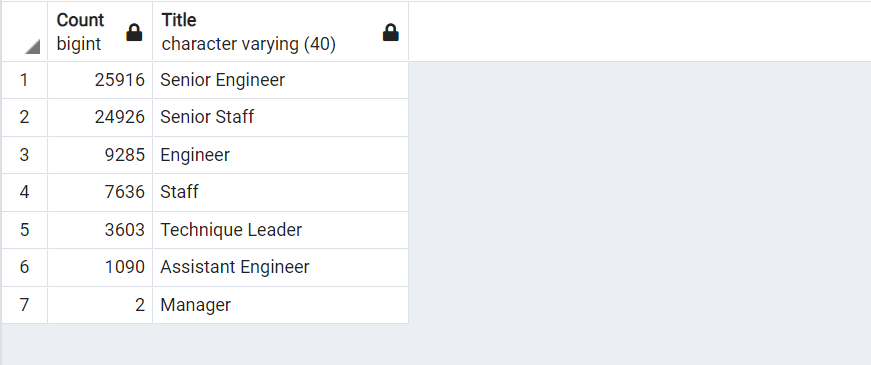 Count Title
bigint character varying (40)
1 25916 Senior Engineer
2 24926 Senior Staff
3 9285 Engineer
4 7636 Staff
5 3603 Technique Leader
6 1090 Assistant Engineer
7 2 Manager